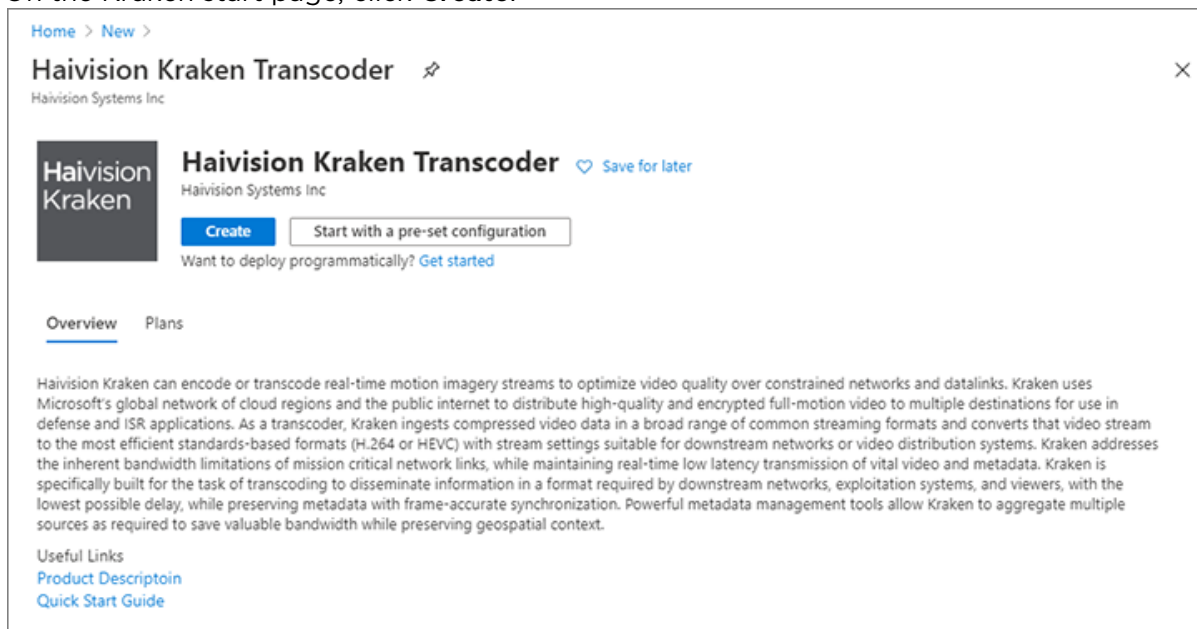 On the Kraken start page, click Create.
Home > New >
Haivision Kraken Transcoder
Haivision Systems Inc
Haivision
Kraken
Haivision Kraken Transcoder Save for later
Haivision Systems Inc
Create Start with a pre-set configuration
Want to deploy programmatically? Get started
Overview Plans
Haivision Kraken can encode or transcode real-time motion imagery streams to optimize video quality over constrained networks and datalinks. Kraken uses
Microsoft's global network of cloud regions and the public internet to distribute high-quality and encrypted full-motion video to multiple destinations for use in
defense and ISR applications. As a transcoder, Kraken ingests compressed video data in a broad range of common streaming formats and converts that video stream
to the most efficient standards-based formats (H.264 or HEVC) with stream settings suitable for downstream networks or video distribution systems. Kraken addresses
the inherent bandwidth limitations of mission critical network links, while maintaining real-time low latency transmission of vital video and metadata. Kraken is
specifically built for the task of transcoding to disseminate information in a format required by downstream networks, exploitation systems, and viewers, with the
lowest possible delay, while preserving metadata with frame-accurate synchronization. Powerful metadata management tools allow Kraken to aggregate multiple
sources as required to save valuable bandwidth while preserving geospatial context.
Useful Links
Product Descriptoin
Quick Start Guide